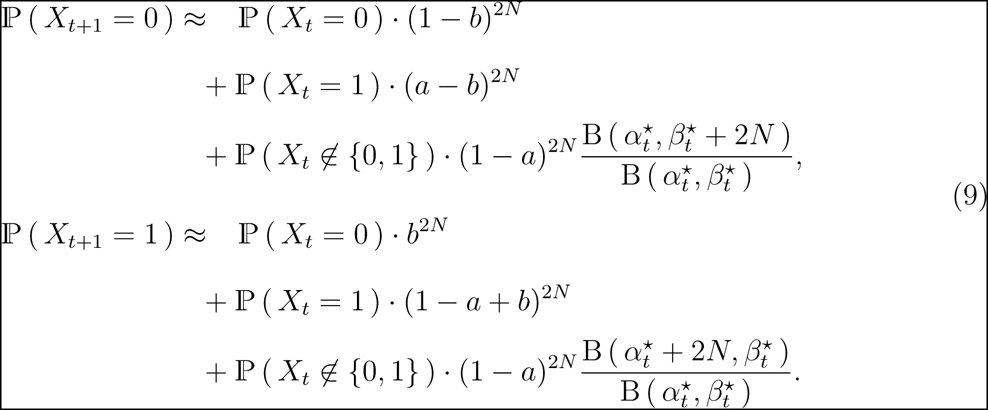 ℙ ( X_{t+1} = 0 ) ≈ ℙ ( X_t = 0 ) · (1 − b)^{2N}
+ ℙ ( X_t = 1 ) · (a − b)^{2N}
+ ℙ ( X_t ∉ {0, 1} ) · (1 − a)^{2N} \frac{B ( α_t^⋆, β_t^⋆ + 2N )}{B ( α_t^⋆, β_t^⋆ )},
(9)
ℙ ( X_{t+1} = 1 ) ≈ ℙ ( X_t = 0 ) · b^{2N}
+ ℙ ( X_t = 1 ) · (1 − a + b)^{2N}
+ ℙ ( X_t ∉ {0, 1} ) · (1 − a)^{2N} \frac{B ( α_t^⋆ + 2N, β_t^⋆ )}{B ( α_t^⋆, β_t^⋆ )}.